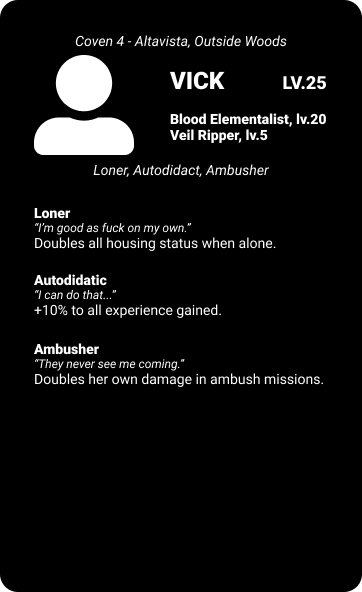 Coven 4 - Altavista, Outside Woods
VICK LV.25
Blood Elementalist, lv.20
Veil Ripper, lv.5
Loner, Autodidact, Ambusher
Loner
“I’m good as fuck on my own.”
Doubles all housing status when alone.
Autodidatic
“I can do that...”
+10% to all experience gained.
Ambusher
“They never see me coming.”
Doubles her own damage in ambush missions.